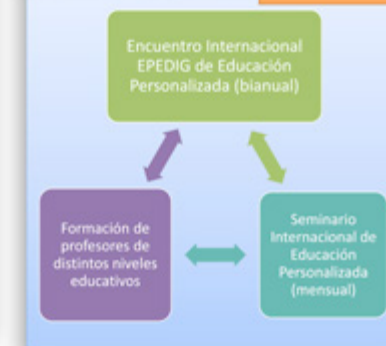 Encuentro Internacional
EPEDIG de Educación
Personalizada (bianual)
Formación de
profesores de
distintos niveles
educativos
Seminario
Internacional de
Educación
Personalizada
(mensual)